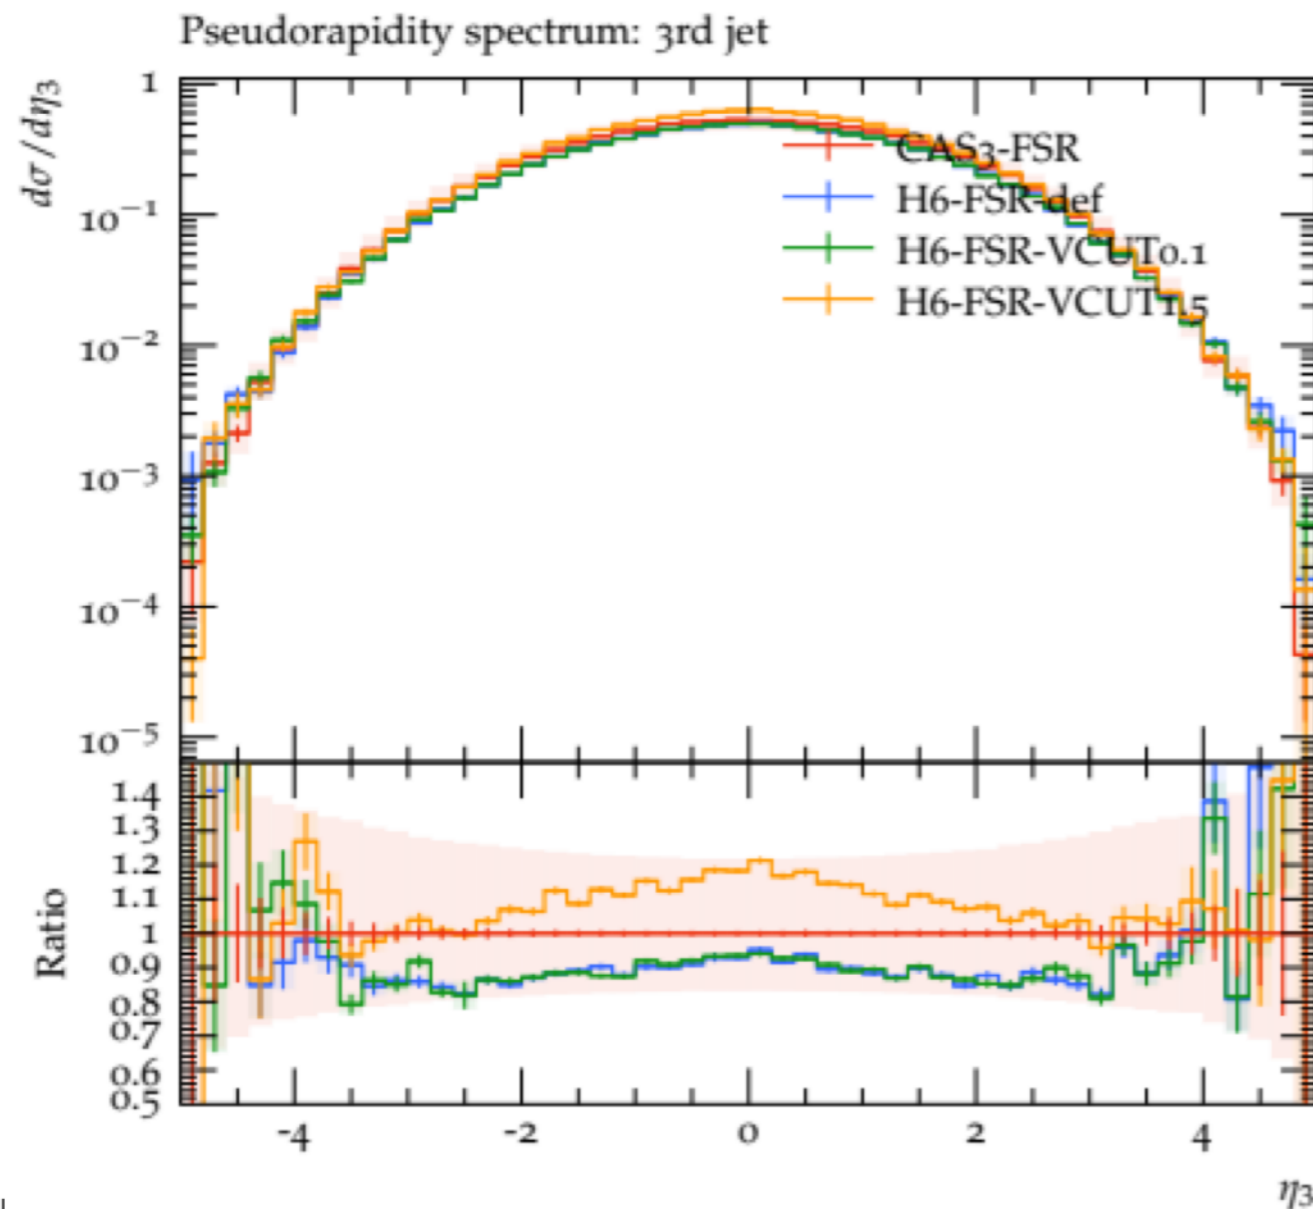 Pseudorapidity spectrum: 3rd jet
dσ/dη3
1
10−1
10−2
10−3
10−4
10−5
CAS3-FSR
H6-FSR-def
H6-FSR-VCUT0.1
H6-FSR-VCUT1.5
Ratio
1.4
1.3
1.2
1.1
1
0.9
0.8
0.7
0.6
0.5
-4 -2 0 2 4
η3